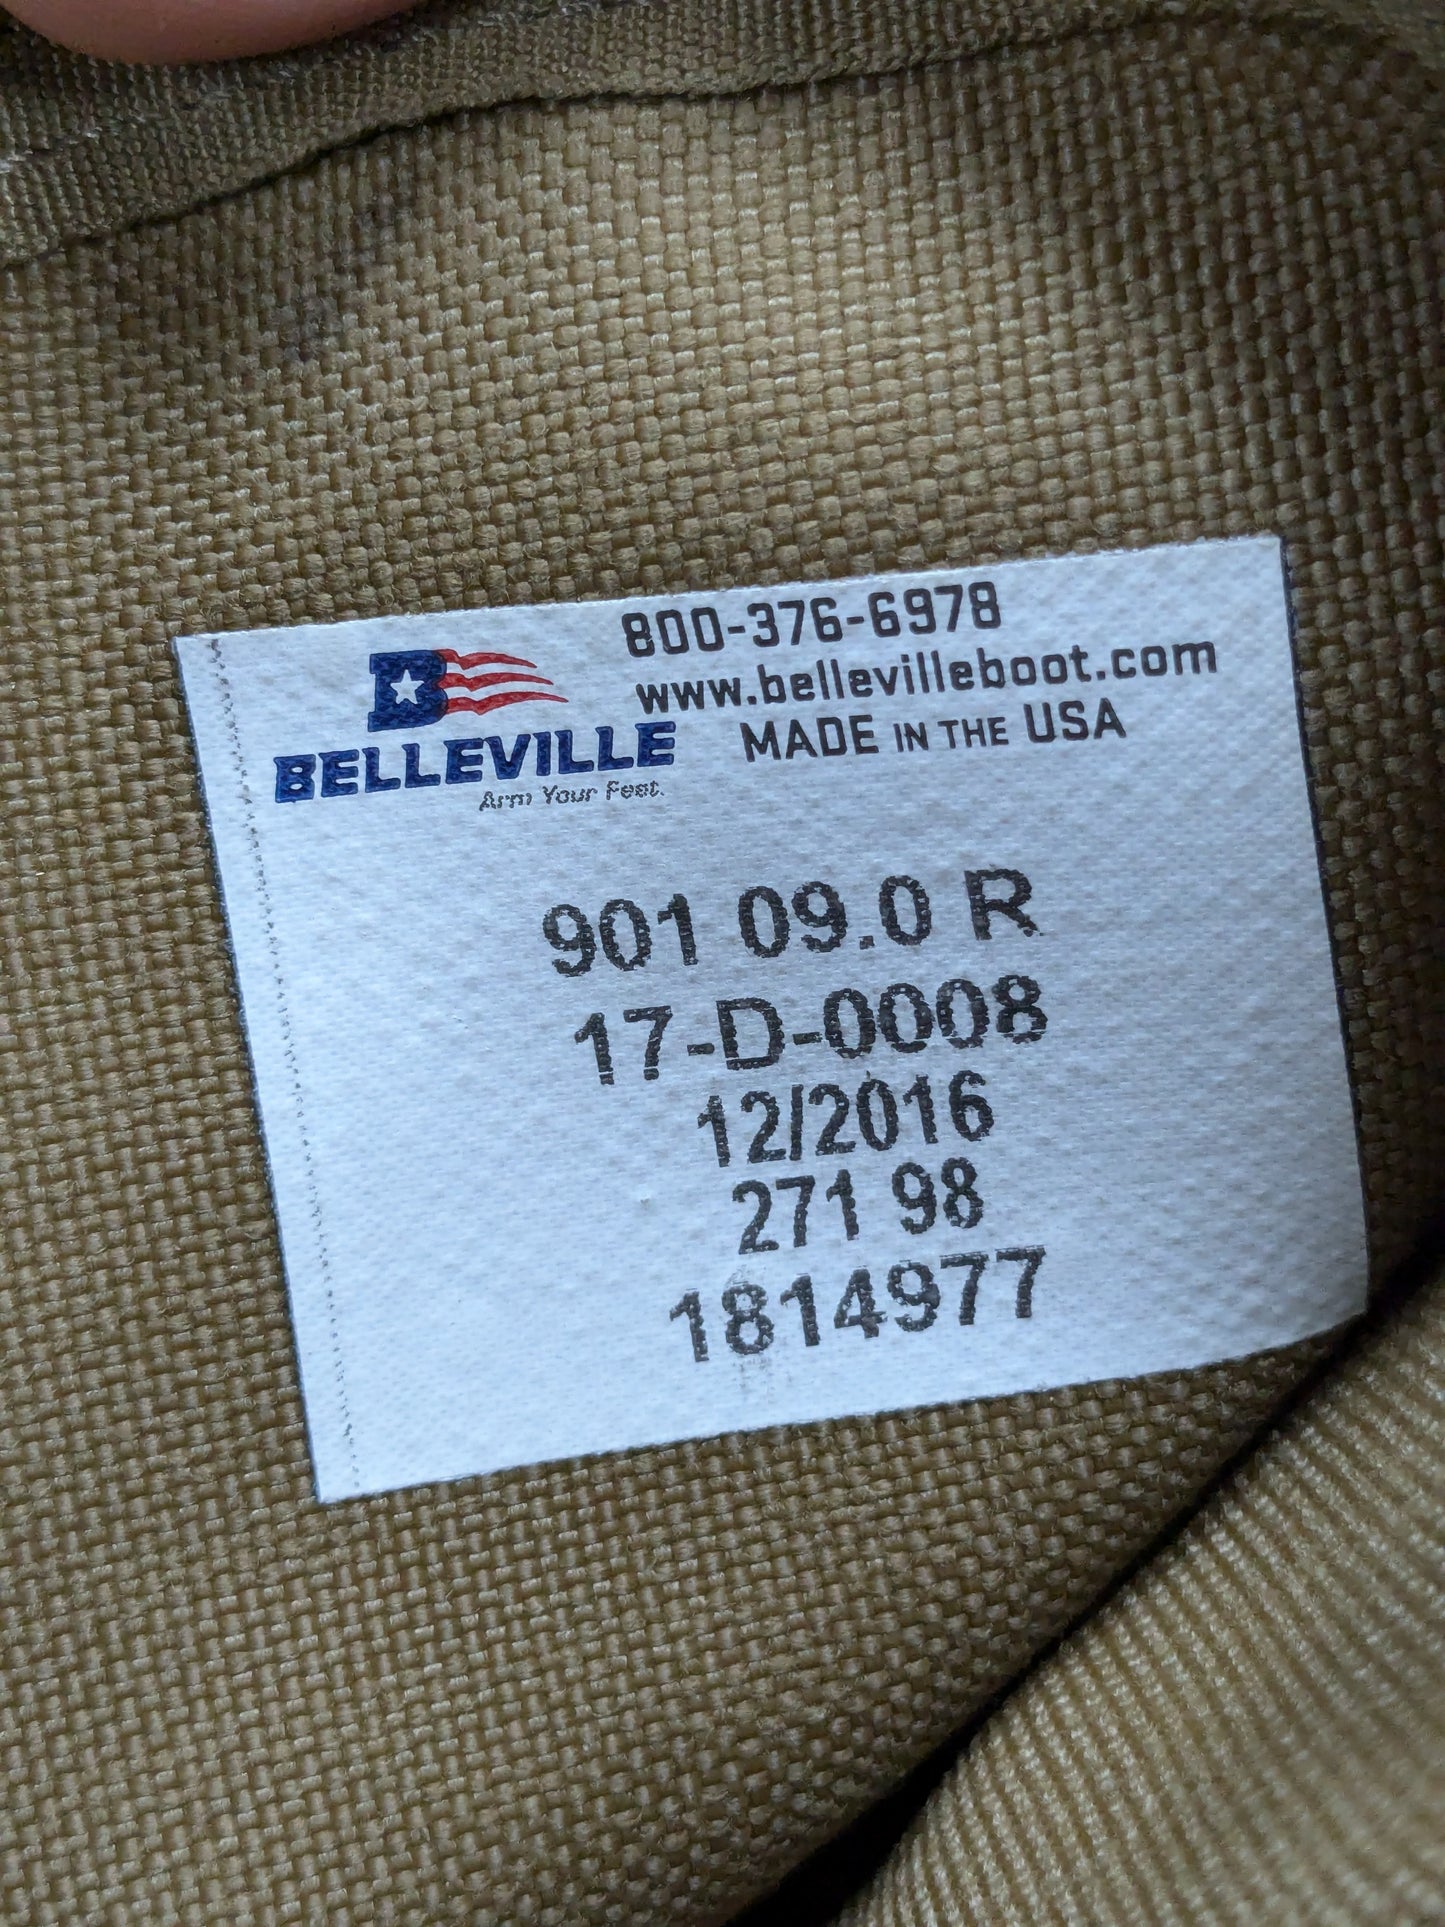 800-376-6978
www.bellevilleboot.com
MADE IN THE USA
B
BELLEVILLE
Arm Your Feet.
901 09.0 R
17-D-0008
12/2016
271 98
1814977